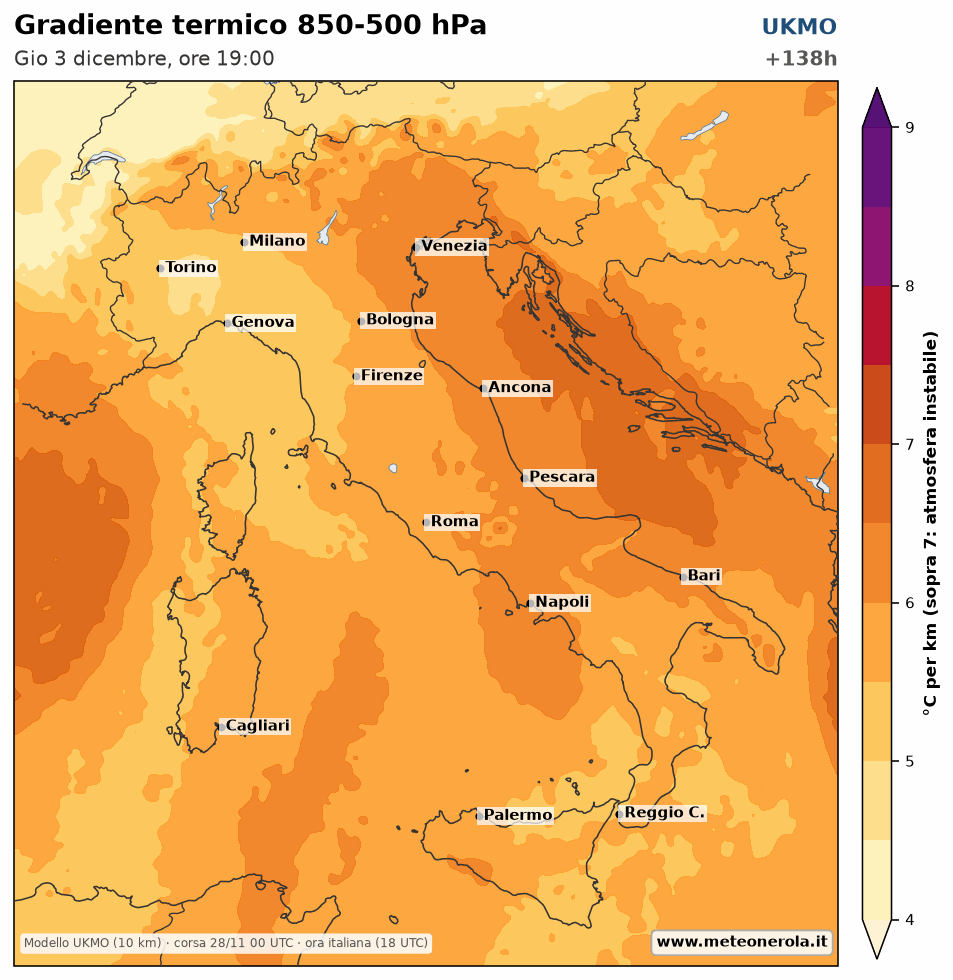 Gradiente termico 850-500 hPa
UKMO
Gio 3 dicembre, ore 19:00
+138h
Milano
Venezia
Torino
Genova
Bologna
Firenze
Ancona
Pescara
Roma
Bari
Napoli
Cagliari
Palermo
Reggio C.
9
8
7
6
5
4
°C per km (sopra 7: atmosfera instabile)
Modello UKMO (10 km) · corsa 28/11 00 UTC · ora italiana (18 UTC)
www.meteonerola.it